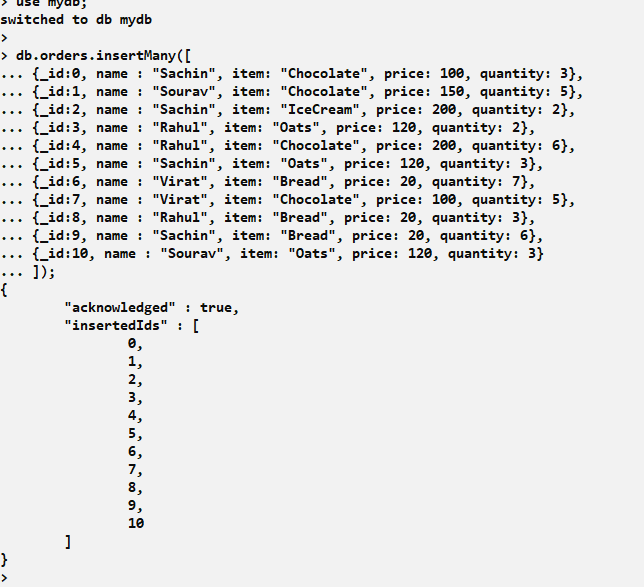 > use mydb;
switched to db mydb
>
> db.orders.insertMany([
... {_id:0, name : "Sachin", item: "Chocolate", price: 100, quantity: 3},
... {_id:1, name : "Sourav", item: "Chocolate", price: 150, quantity: 5},
... {_id:2, name : "Sachin", item: "IceCream", price: 200, quantity: 2},
... {_id:3, name : "Rahul", item: "Oats", price: 120, quantity: 2},
... {_id:4, name : "Rahul", item: "Chocolate", price: 200, quantity: 6},
... {_id:5, name : "Sachin", item: "Oats", price: 120, quantity: 3},
... {_id:6, name : "Virat", item: "Bread", price: 20, quantity: 7},
... {_id:7, name : "Virat", item: "Chocolate", price: 100, quantity: 5},
... {_id:8, name : "Rahul", item: "Bread", price: 20, quantity: 3},
... {_id:9, name : "Sachin", item: "Bread", price: 20, quantity: 6},
... {_id:10, name : "Sourav", item: "Oats", price: 120, quantity: 3}
... ]);
{
        "acknowledged" : true,
        "insertedIds" : [
                0,
                1,
                2,
                3,
                4,
                5,
                6,
                7,
                8,
                9,
                10
        ]
}
>